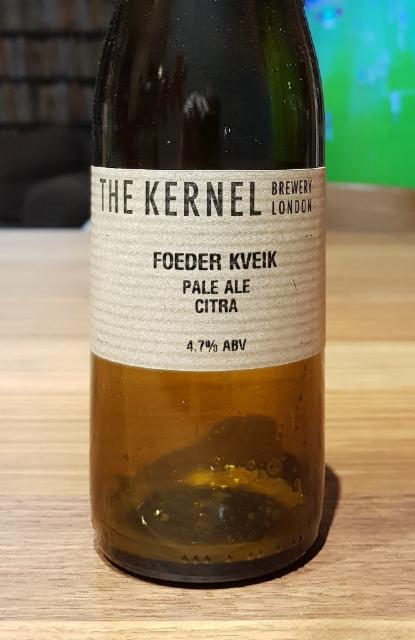 THE KERNEL BREWERY LONDON
FOEDER KVEIK
PALE ALE
CITRA
4.7% ABV